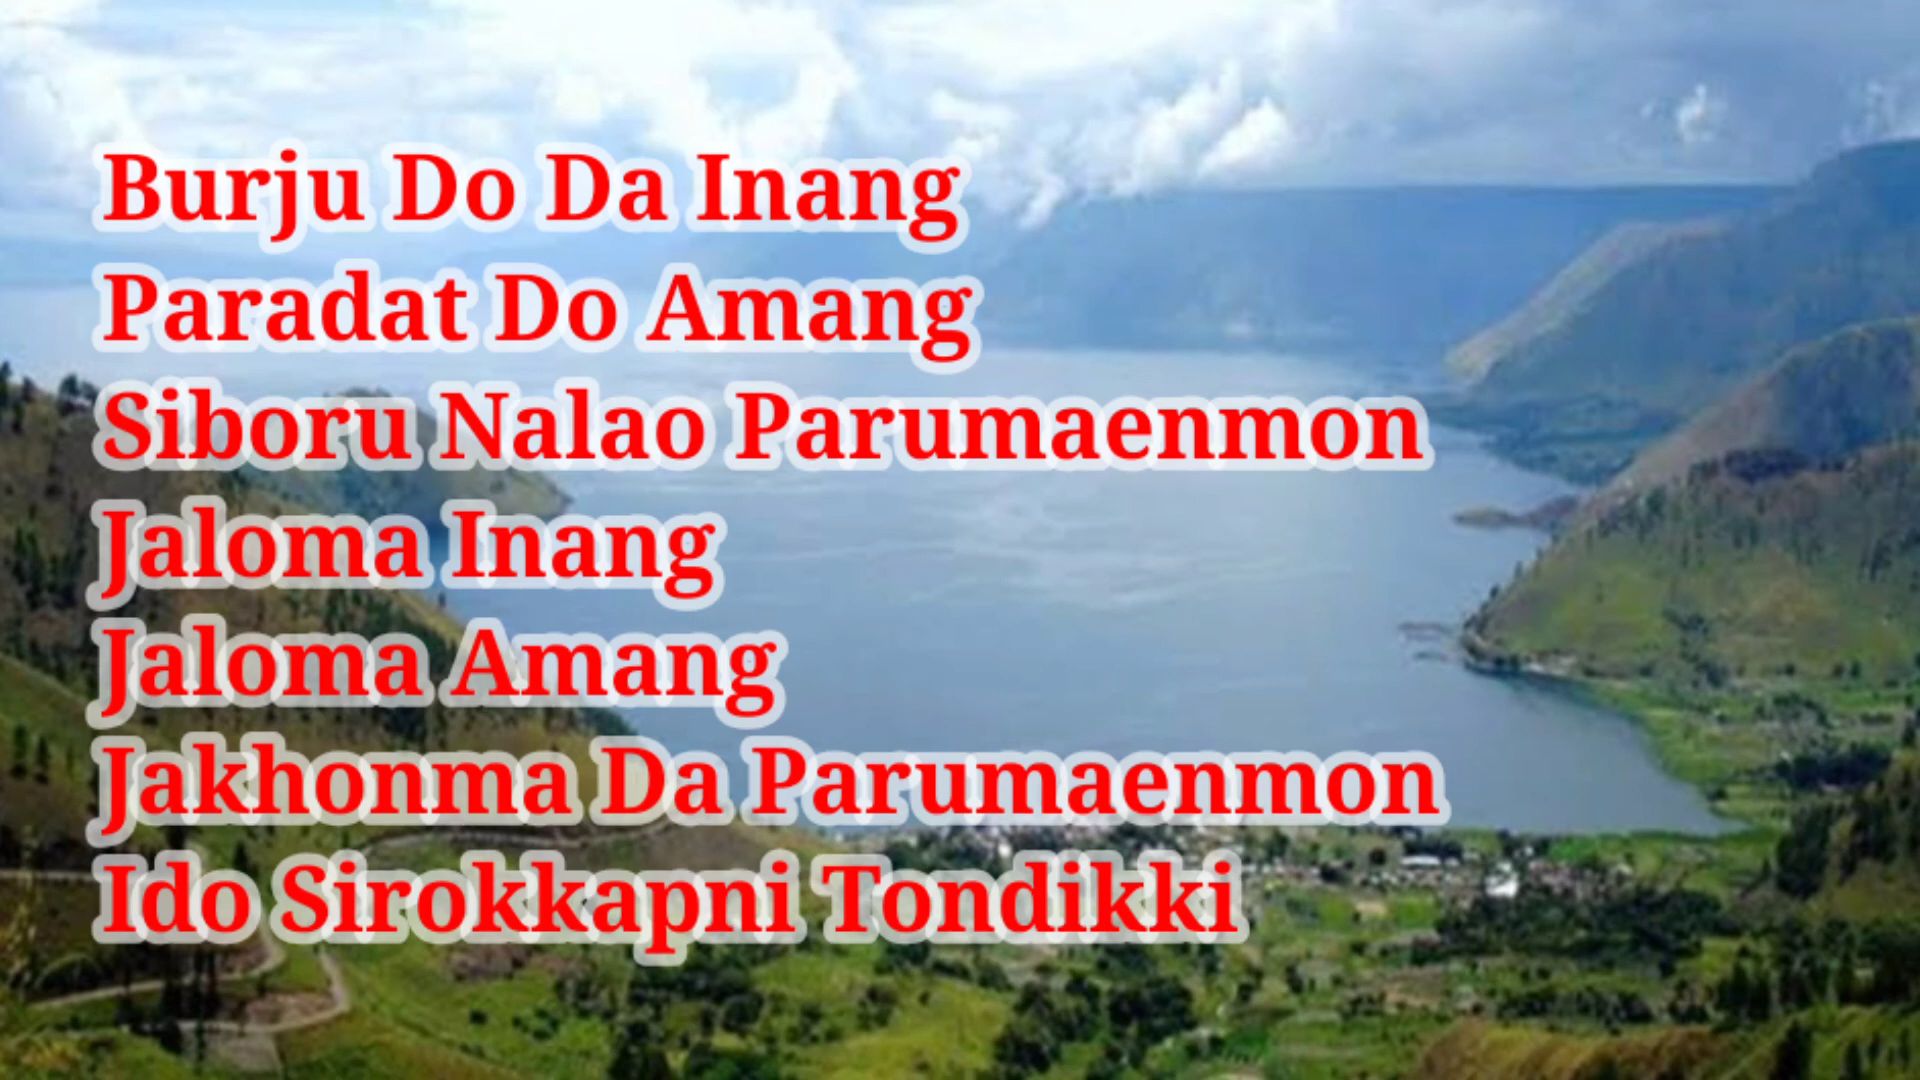 Burju Do Da Inang
Paradat Do Amang
Siboru Nalao Parumaenmon
Jaloma Inang
Jaloma Amang
Jakhonma Da Parumaenmon
Ido Sirokkapni Tondikki